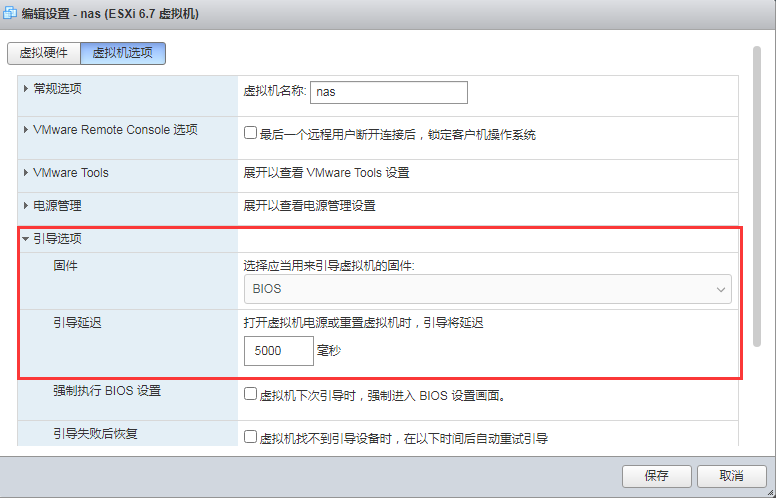 编辑设置 - nas (ESXi 6.7 虚拟机)
虚拟硬件 虚拟机选项
常规选项 虚拟机名称: nas
VMware Remote Console 选项 最后一个远程用户断开连接后，锁定客户机操作系统
VMware Tools 展开以查看 VMware Tools 设置
电源管理 展开以查看电源管理设置
引导选项
固件 选择应当用来引导虚拟机的固件:
BIOS
引导延迟 打开虚拟机电源或重置虚拟机时，引导将延迟
5000 毫秒
强制执行 BIOS 设置 虚拟机下次引导时，强制进入 BIOS 设置画面。
引导失败后恢复 虚拟机找不到引导设备时，在以下时间后自动重试引导
保存 取消